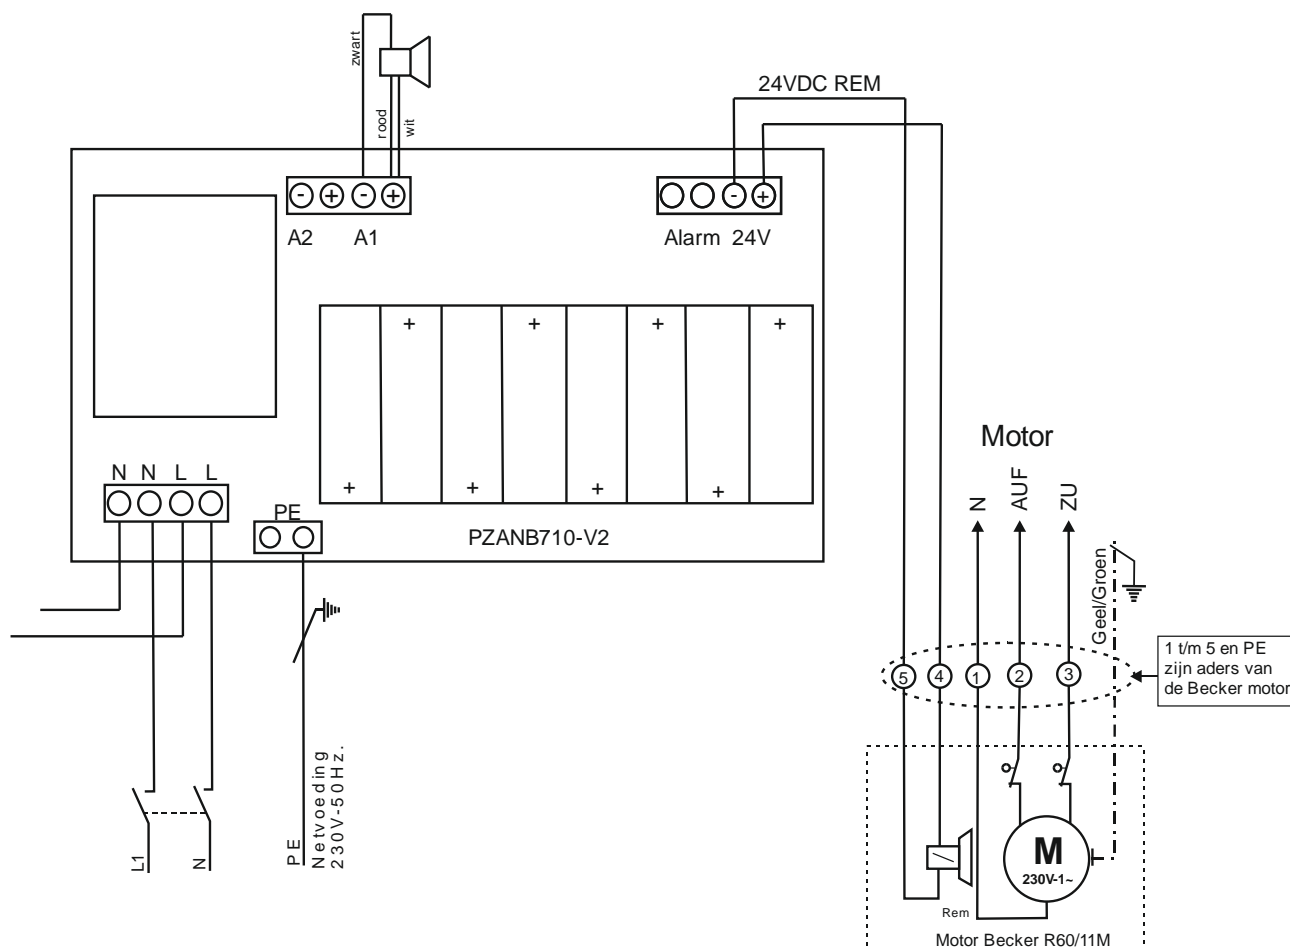 zwart
rood
wit
24VDC REM
- + - +
- +
A2 A1
Alarm 24V
+ + + +
+ + + +
N N L L
PE
PZANB710-V2
Motor
N
AUF
ZU
Geel/Groen
1 t/m 5 en PE
zijn aders van
de Becker motor
5 4 1 2 3
L1
N
PE
Netvoeding
230V-50Hz.
M
230V-1~
Rem
Motor Becker R60/11M